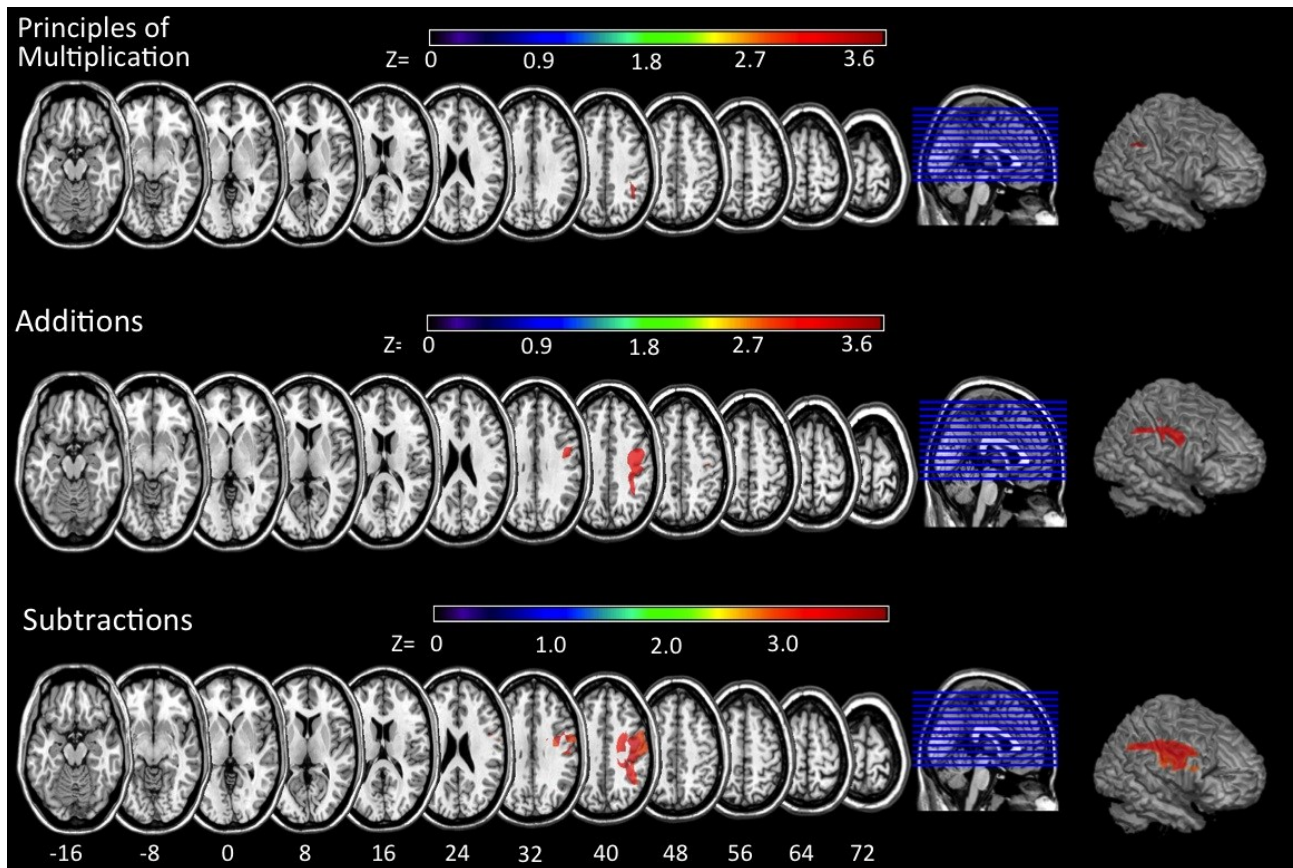 Principles of
Multiplication
Z= 0 0.9 1.8 2.7 3.6
Additions
Z= 0 0.9 1.8 2.7 3.6
Subtractions
Z= 0 1.0 2.0 3.0
-16 -8 0 8 16 24 32 40 48 56 64 72